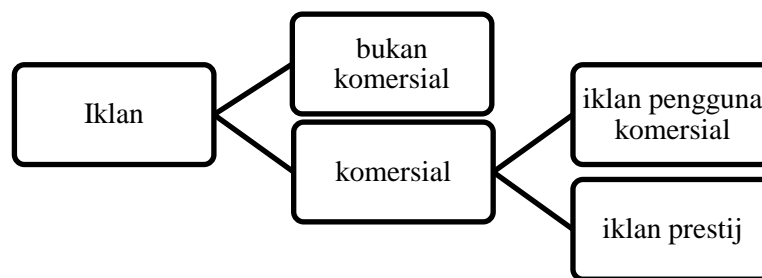 Iklan
bukan
komersial
komersial
iklan pengguna
komersial
iklan prestij